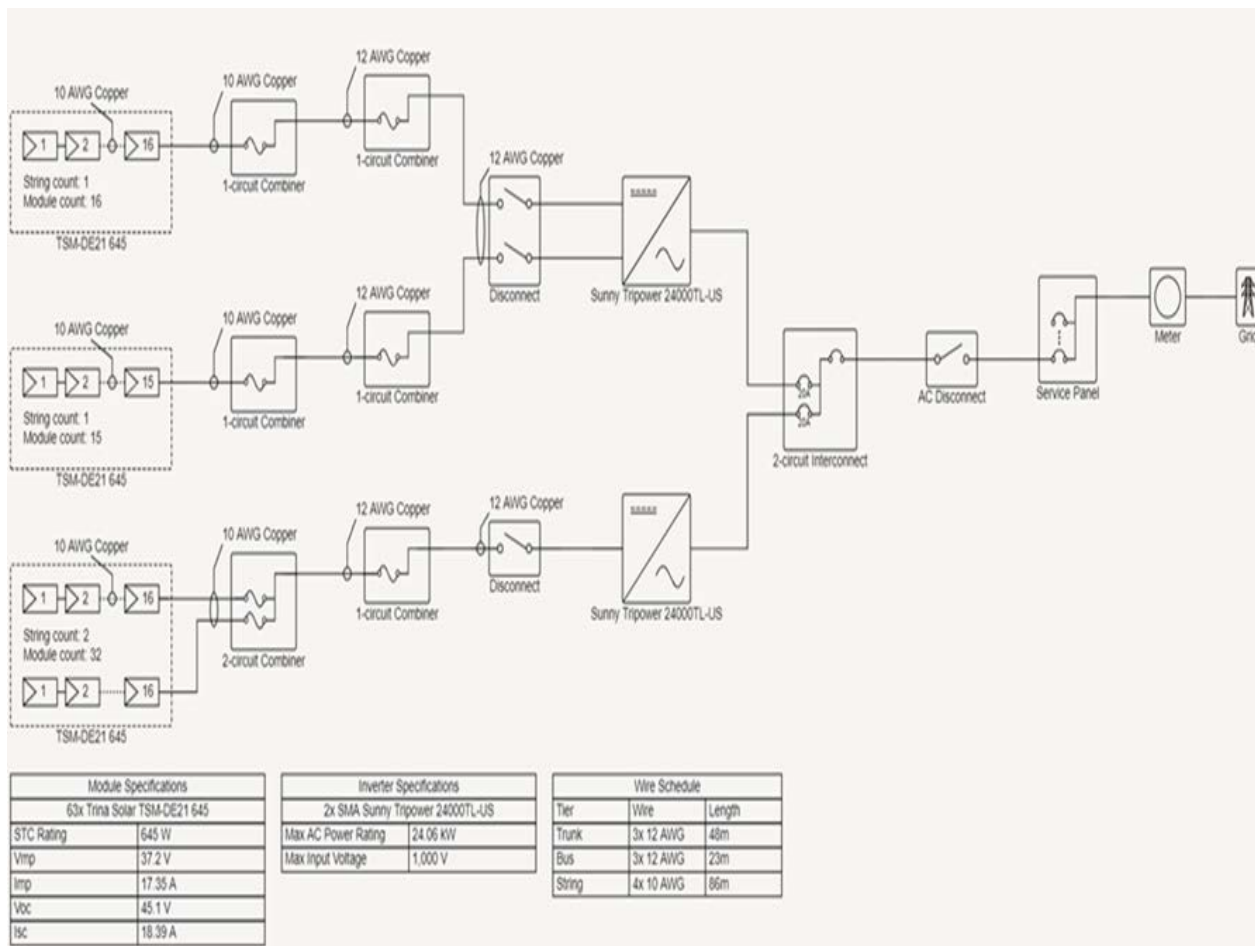 12 AWG Copper
10 AWG Copper
10 AWG Copper
1 2 16
1-circuit Combiner
1-circuit Combiner
12 AWG Copper
String count: 1
Module count: 16
TSM-DE21 645
Disconnect
Sunny Tripower 24000TL-US
12 AWG Copper
10 AWG Copper
10 AWG Copper
1 2 15
1-circuit Combiner
1-circuit Combiner
String count: 1
Module count: 15
TSM-DE21 645
20A
20A
2-circuit Interconnect
AC Disconnect
Service Panel
Meter
12 AWG Copper
12 AWG Copper
10 AWG Copper
10 AWG Copper
1 2 16
String count: 2
Module count: 32
1 2 16
TSM-DE21 645
2-circuit Combiner
1-circuit Combiner
Disconnect
Sunny Tripower 24000TL-US
Module Specifications
63x Trina Solar TSM-DE21 645
STC Rating 645 W
Vmp 37.2 V
Imp 17.35 A
Voc 45.1 V
Isc 18.39 A
Inverter Specifications
2x SMA Sunny Tripower 24000TL-US
Max AC Power Rating 24.06 kW
Max Input Voltage 1,000 V
Wire Schedule
Tier Wire Length
Trunk 3x 12 AWG 48m
Bus 3x 12 AWG 23m
String 4x 10 AWG 86m